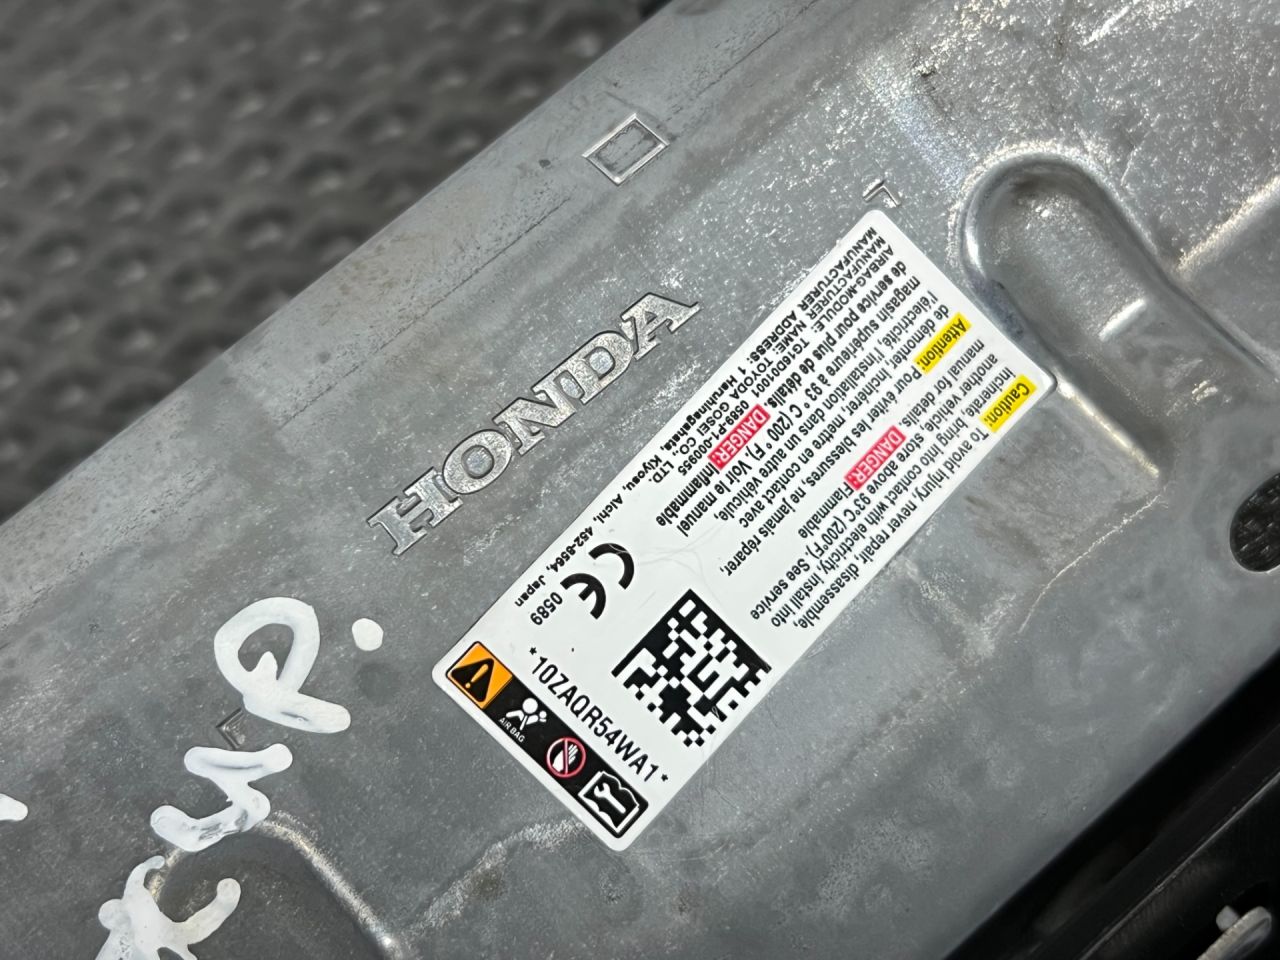 HONDA
Caution: To avoid injury, never repair, disassemble,
incinerate, bring into contact with electricity, install into
another vehicle, store above 93°C (200°F). See service
manual for details. DANGER: Flammable
Attention: Pour éviter les blessures, ne jamais réparer,
de démonter, incinérer, mettre en contact avec
l'électricité, l'installation dans un autre véhicule,
magasin supérieure à 93° C (200 °F). Voir le manuel
de service pour plus de détails. DANGER: Inflammable
AIRBAG-MODULE:
MANUFACTURER NAME: TOYODA GOSEI CO., LTD.
MANUFACTURER ADDRESS: 1 Haruhinagahata, Kiyosu, Aichi, 452-8564, Japan
CE 0589
*10ZAQR54WA1*
AIR BAG